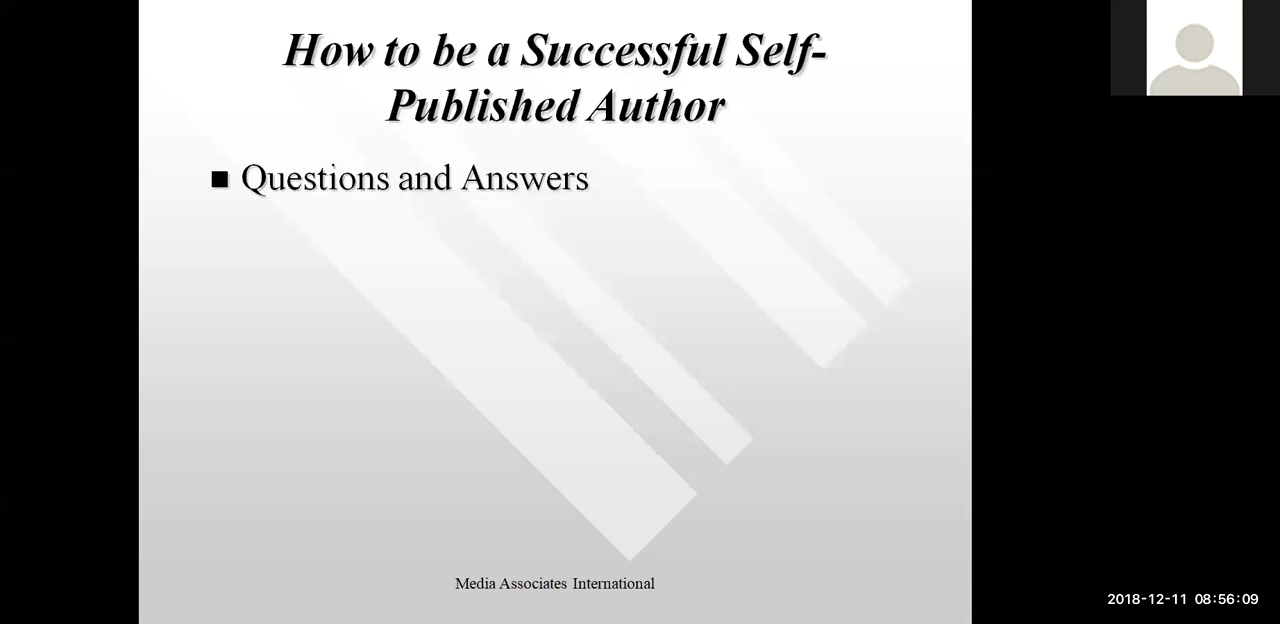 How to be a Successful Self-
Published Author
■ Questions and Answers
Media Associates International
2018-12-11 08:56:09